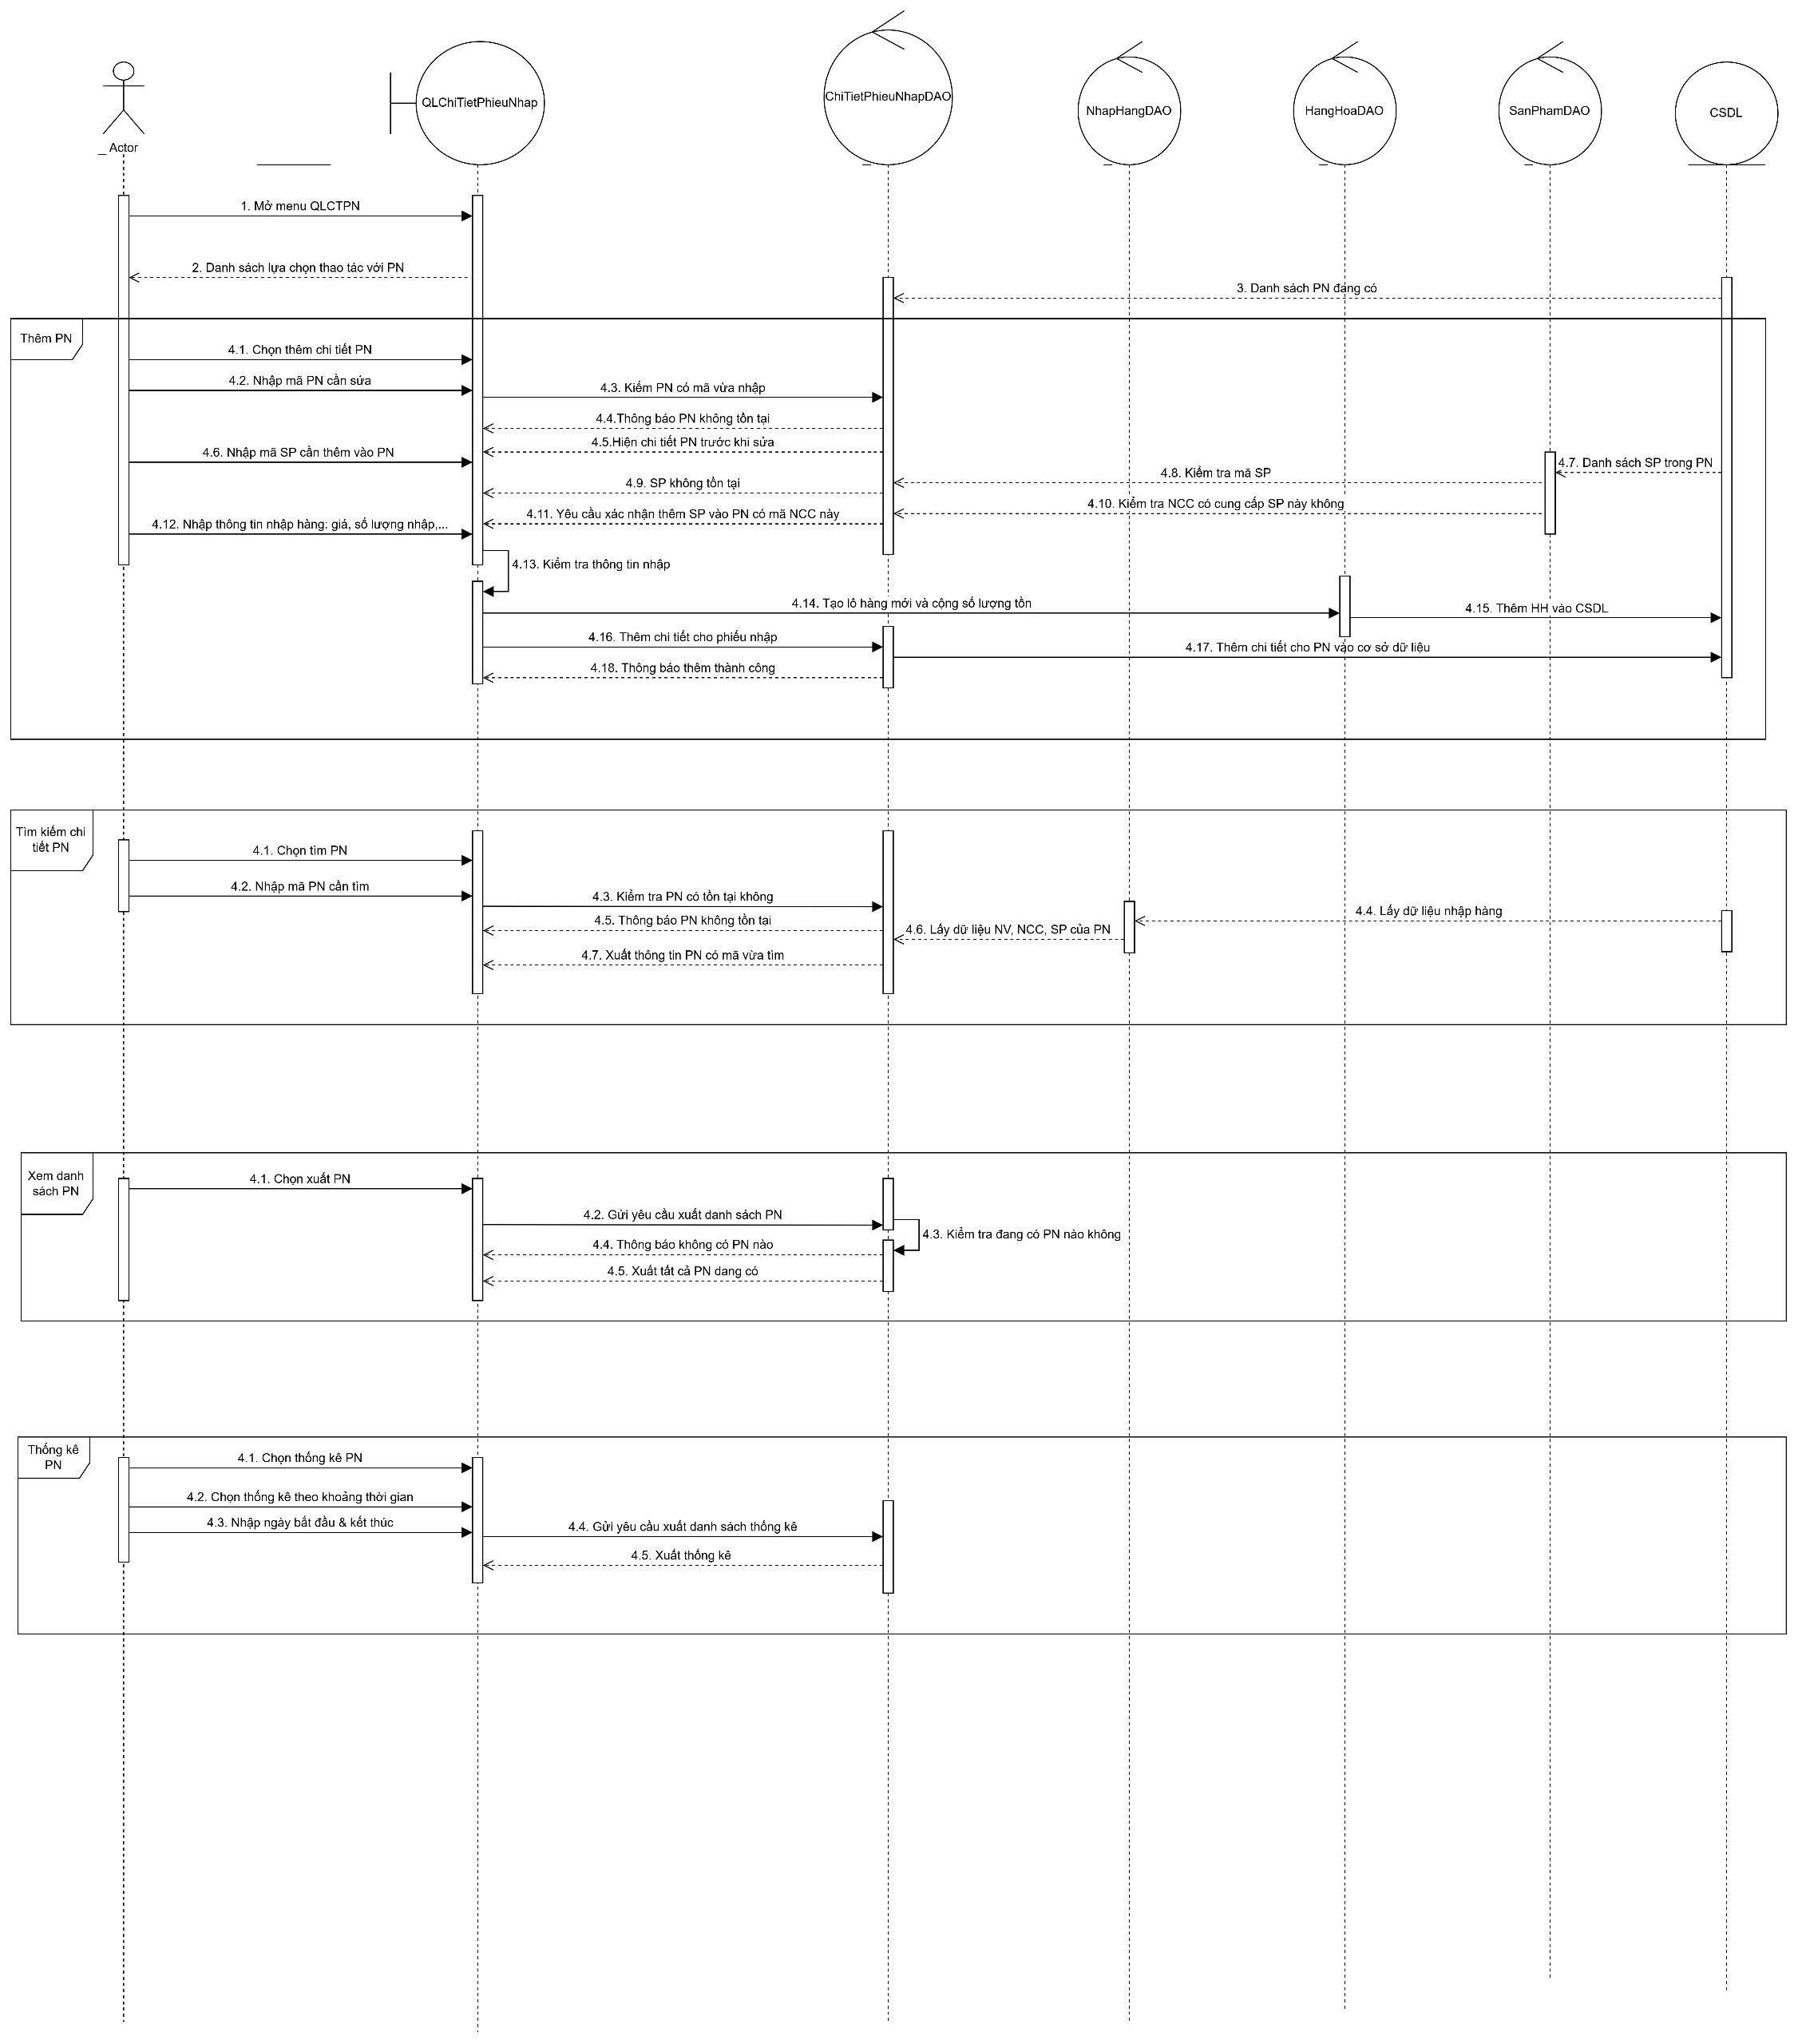 QLChiTietPhieuNhap
ChiTietPhieuNhapDAO
NhapHangDAO
HangHoaDAO
SanPhamDAO
CSDL
_ Actor
1. Mở menu QLCTPN
2. Danh sách lựa chọn thao tác với PN
3. Danh sách PN đang có
Thêm PN
4.1. Chọn thêm chi tiết PN
4.2. Nhập mã PN cần sứa
4.3. Kiếm PN có mã vừa nhập
4.4.Thông báo PN không tồn tại
4.5.Hiện chi tiết PN trước khi sửa
4.6. Nhập mã SP cần thêm vào PN
4.7. Danh sách SP trong PN
4.8. Kiểm tra mã SP
4.9. SP không tồn tại
4.10. Kiểm tra NCC có cung cấp SP này không
4.11. Yêu cầu xác nhận thêm SP vào PN có mã NCC này
4.12. Nhập thông tin nhập hàng: giá, số lượng nhập,...
4.13. Kiểm tra thông tin nhập
4.14. Tạo lô hàng mới và cộng số lượng tồn
4.15. Thêm HH vào CSDL
4.16. Thêm chi tiết cho phiếu nhập
4.17. Thêm chi tiết cho PN vào cơ sở dữ liệu
4.18. Thông báo thêm thành công
Tìm kiếm chi
tiết PN
4.1. Chọn tìm PN
4.2. Nhập mã PN cần tìm
4.3. Kiểm tra PN có tồn tại không
4.4. Lấy dữ liệu nhập hàng
4.5. Thông báo PN không tồn tại
4.6. Lấy dữ liệu NV, NCC, SP của PN
4.7. Xuất thông tin PN có mã vừa tìm
Xem danh
sách PN
4.1. Chọn xuất PN
4.2. Gửi yêu cầu xuất danh sách PN
4.3. Kiểm tra đang có PN nào không
4.4. Thông báo không có PN nào
4.5. Xuất tất cả PN dang có
Thống kê
PN
4.1. Chọn thống kê PN
4.2. Chọn thống kê theo khoảng thời gian
4.3. Nhập ngày bắt đầu & kết thúc
4.4. Gửi yêu cầu xuất danh sách thống kê
4.5. Xuất thống kê